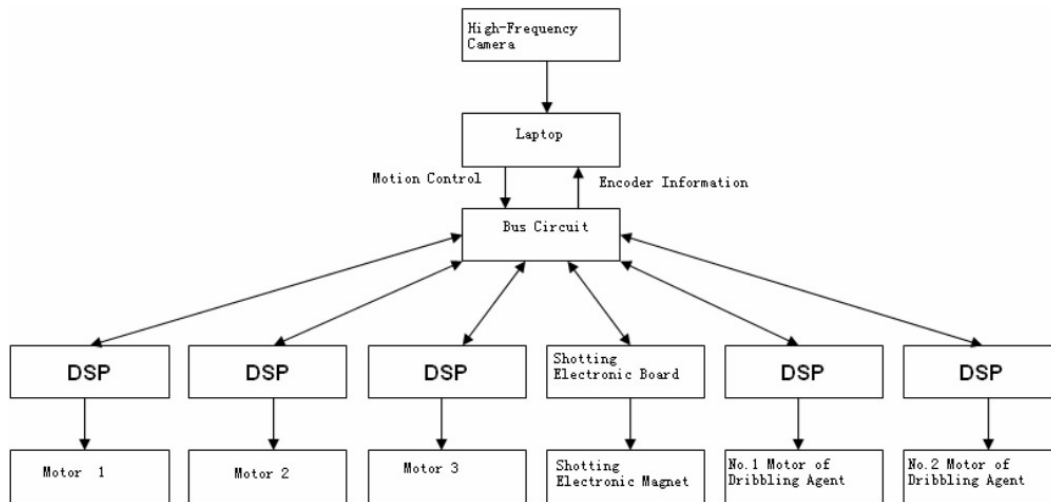 High-Frequency
Camera
Laptop
Motion Control
Encoder Information
Bus Circuit
DSP
DSP
DSP
Shotting
Electronic Board
DSP
DSP
Motor 1
Motor 2
Motor 3
Shotting
Electronic Magnet
No.1 Motor of
Dribbling Agent
No.2 Motor of
Dribbling Agent